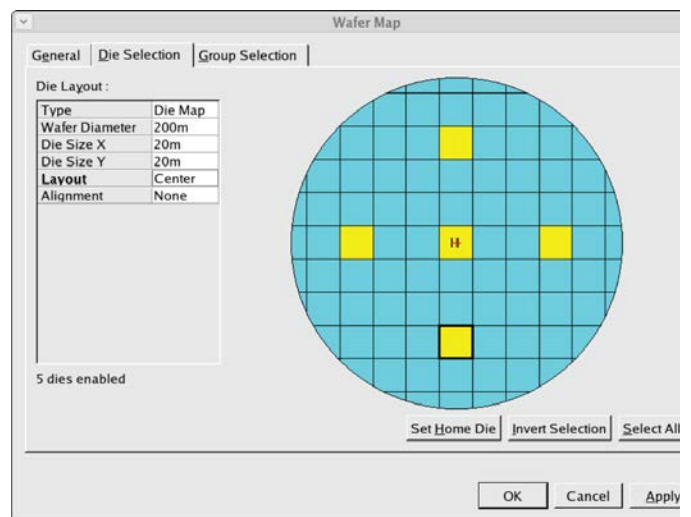 Wafer Map
General Die Selection Group Selection
Die Layout :
Type Die Map
Wafer Diameter 200m
Die Size X 20m
Die Size Y 20m
Layout Center
Alignment None
H
5 dies enabled
Set Home Die Invert Selection Select All
OK Cancel Apply